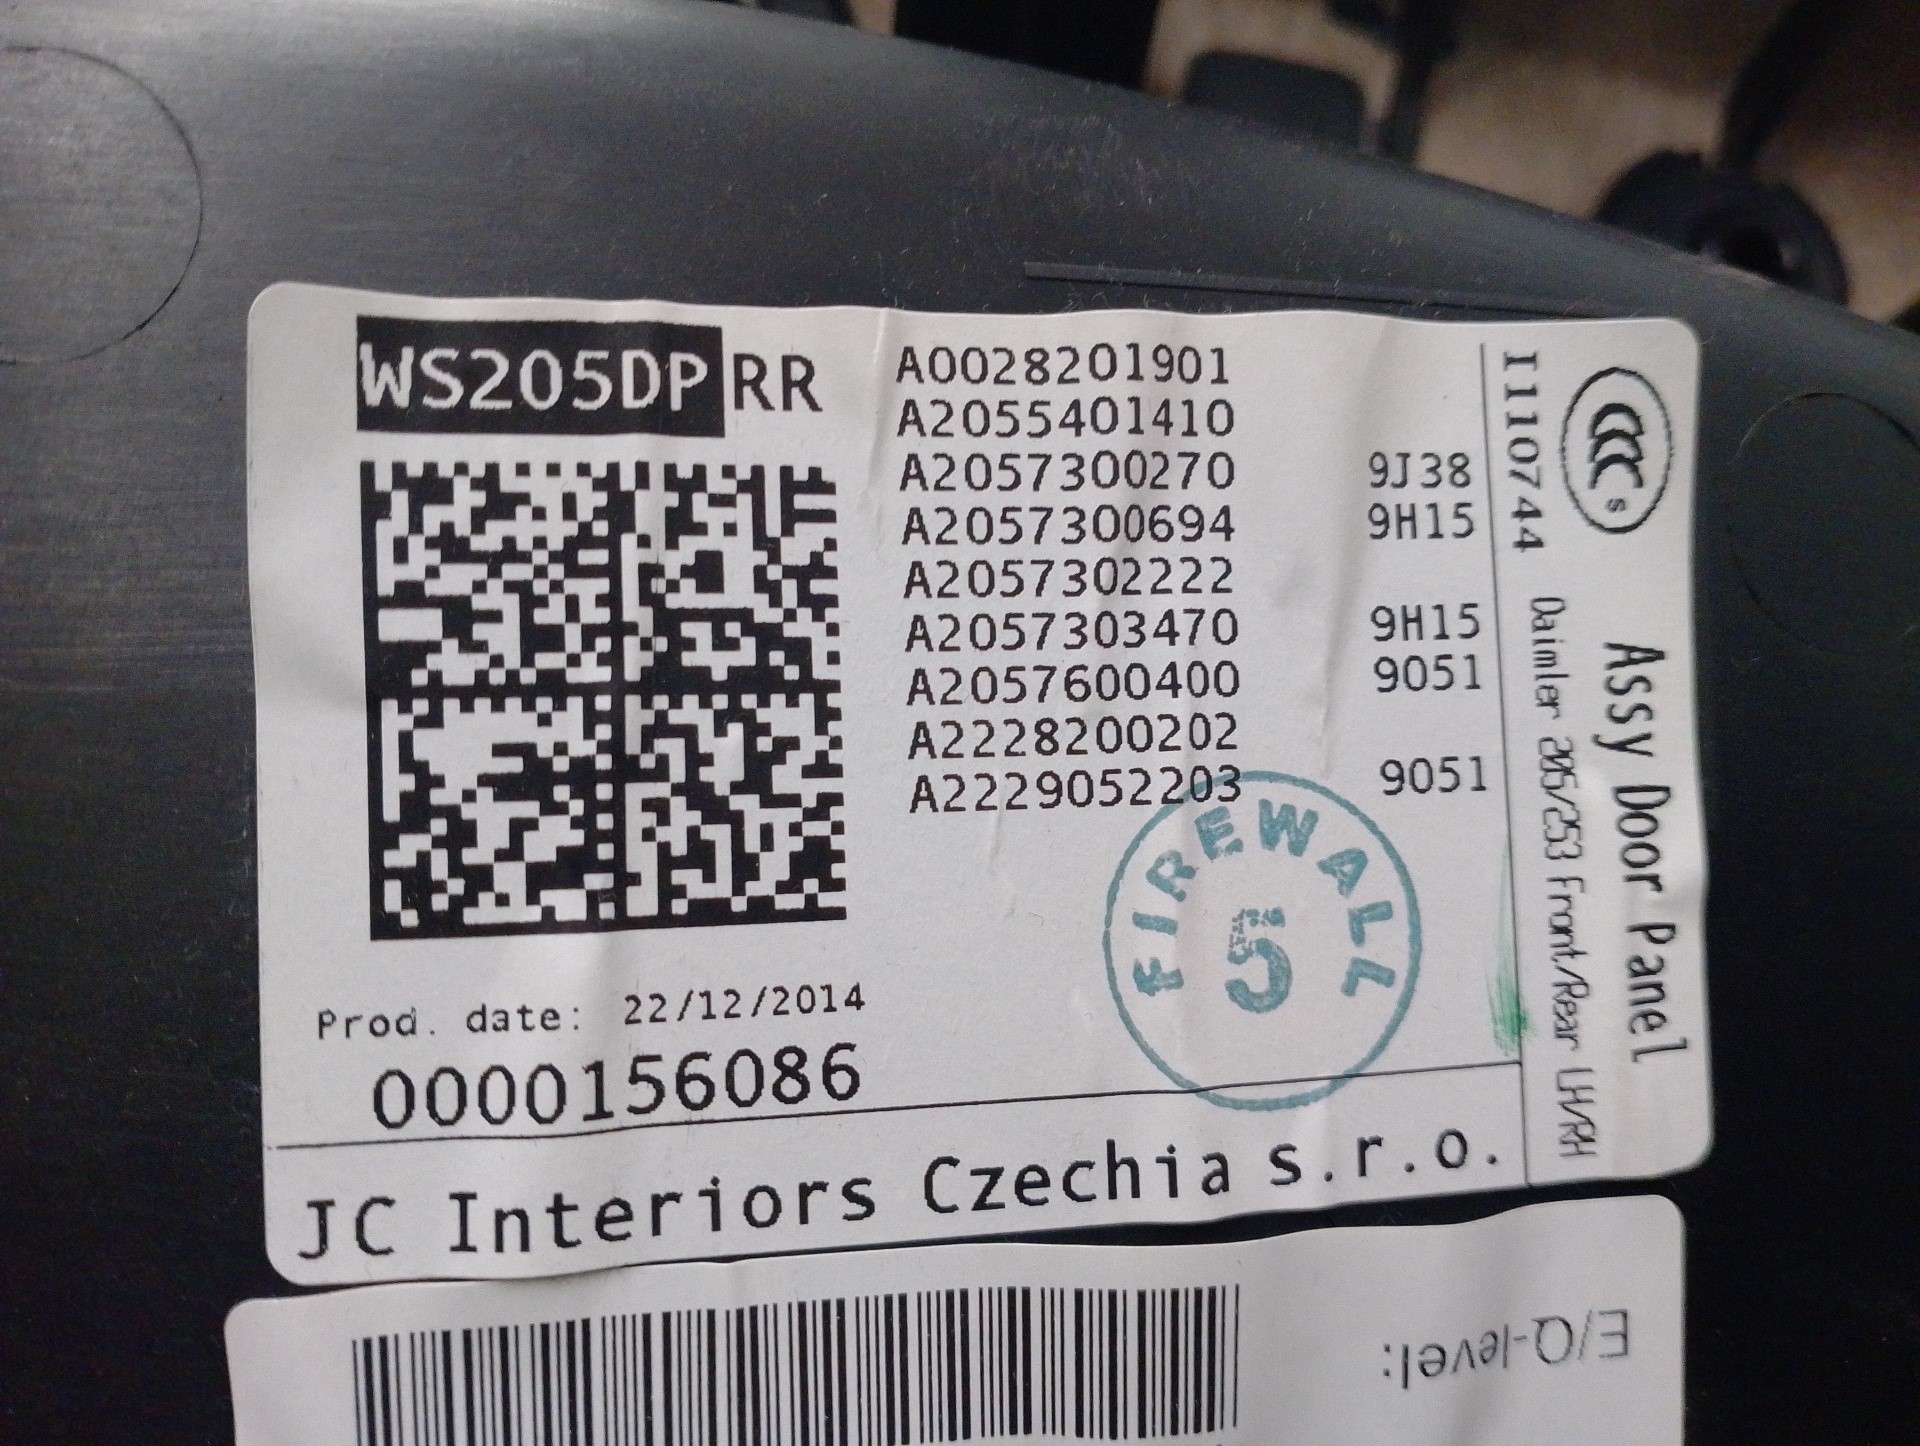 WS205DP RR
A0028201901
A2055401410
A2057300270 9J38
A2057300694 9H15
A2057302222
A2057303470 9H15
A2057600400 9051
A2228200202
A2229052203 9051
FIREWALL
5
Prod. date: 22/12/2014
0000156086
JC Interiors Czechia s.r.o.
CCC S
Assy Door Panel
I110744 Daimler 205/253 Front/Rear LH/RH
E/Q-level: